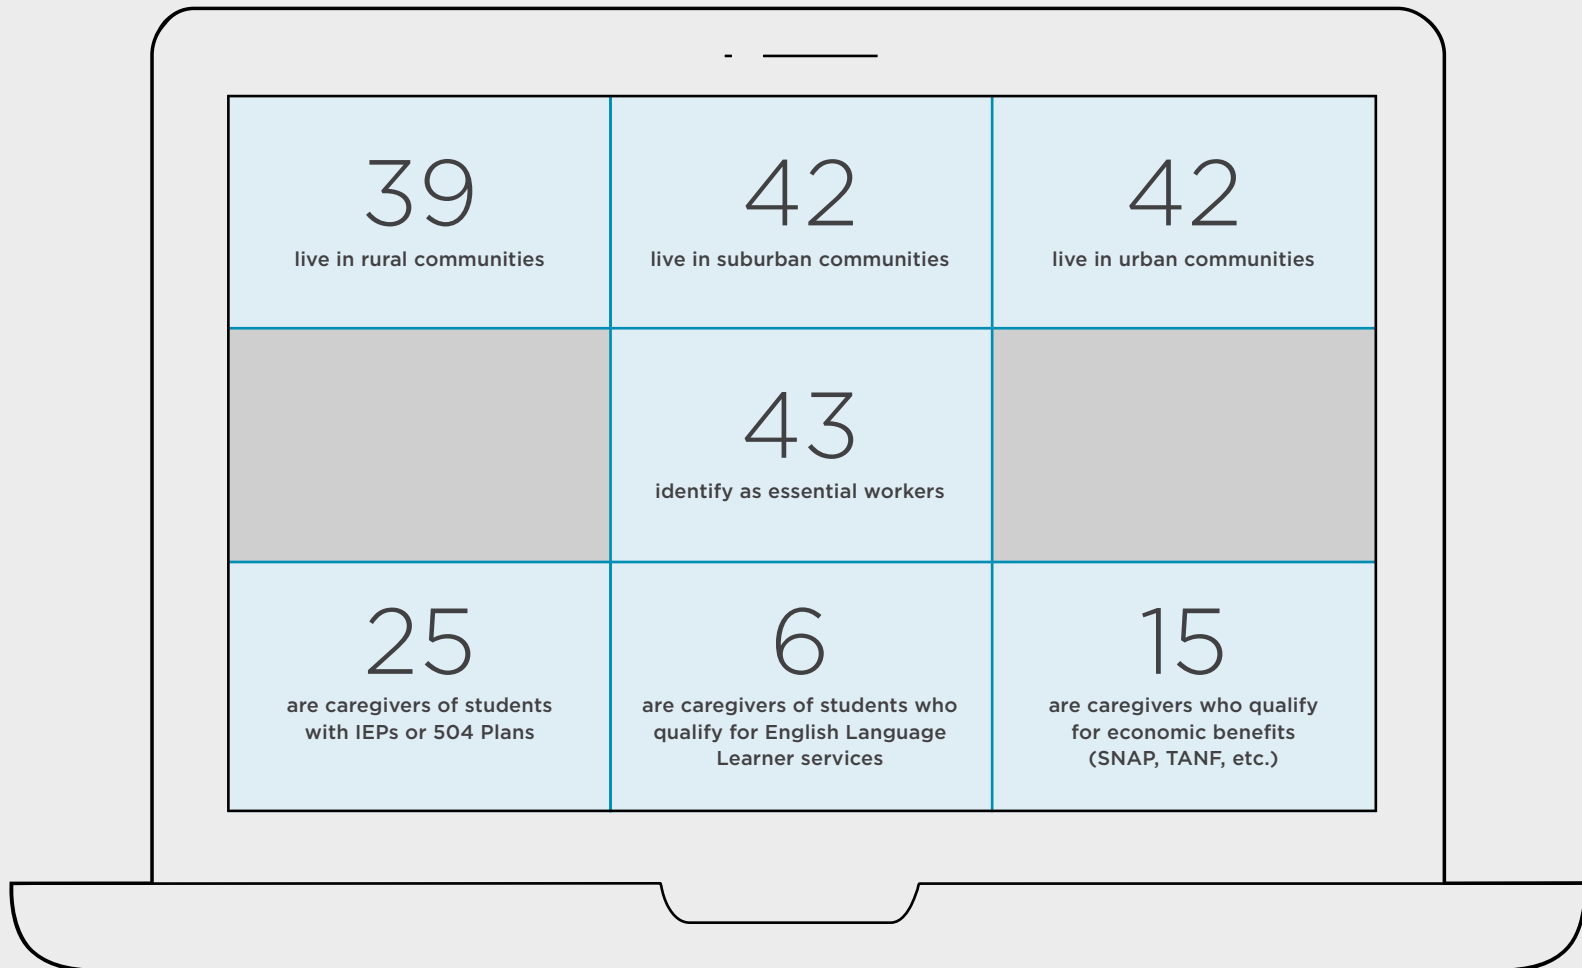 39
live in rural communities
42
live in suburban communities
42
live in urban communities
43
identify as essential workers
25
are caregivers of students
with IEPs or 504 Plans
6
are caregivers of students who
qualify for English Language
Learner services
15
are caregivers who qualify
for economic benefits
(SNAP, TANF, etc.)